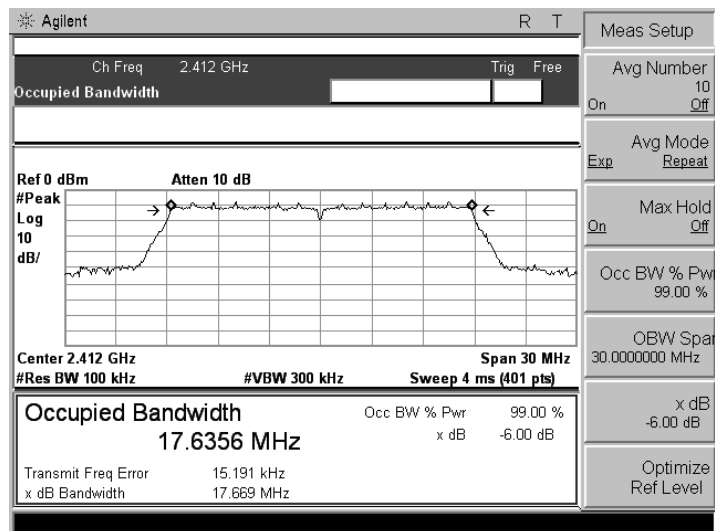 Agilent R T
Ch Freq 2.412 GHz Trig Free
Occupied Bandwidth
Ref 0 dBm Atten 10 dB
#Peak
Log
10
dB/
Center 2.412 GHz Span 30 MHz
#Res BW 100 kHz #VBW 300 kHz Sweep 4 ms (401 pts)
Occupied Bandwidth
17.6356 MHz
Occ BW % Pwr 99.00 %
x dB -6.00 dB
Transmit Freq Error 15.191 kHz
x dB Bandwidth 17.669 MHz
Meas Setup
Avg Number
10
On Off
Avg Mode
Exp Repeat
Max Hold
On Off
Occ BW % Pwr
99.00 %
OBW Spar
30.0000000 MHz
x dB
-6.00 dB
Optimize
Ref Level